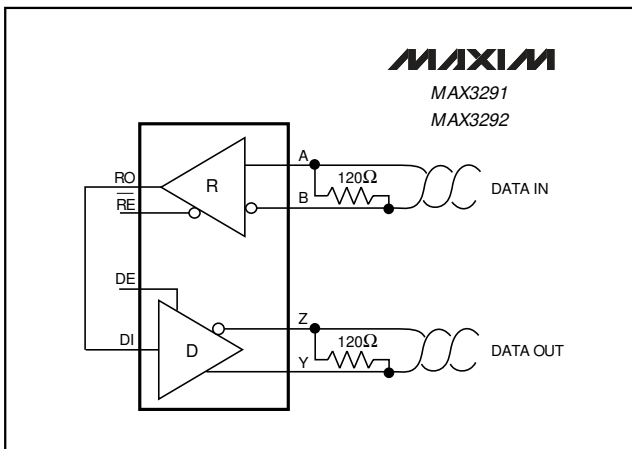 MAXIM
MAX3291
MAX3292
A
RO
R
120Ω
DATA IN
RE
B
DE
Z
DI
D
120Ω
DATA OUT
Y